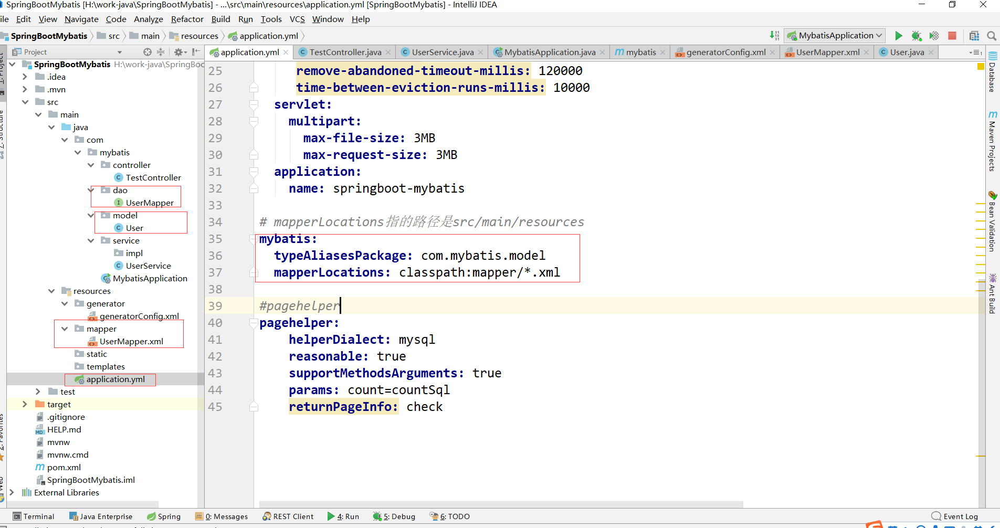 SpringBootMybatis [H:\work-java\SpringBootMybatis] - ...\src\main\resources\application.yml [SpringBootMybatis] - IntelliJ IDEA
ile Edit View Navigate Code Analyze Refactor Build Run Tools VCS Window Help
SpringBootMybatis src main resources application.yml MybatisApplication
Project
application.yml TestController.java UserService.java MybatisApplication.java mybatis generatorConfig.xml UserMapper.xml User.java
SpringBootMybatis H:\work-java\SpringBoo
.idea
.mvn
src
main
java
com
mybatis
controller
TestController
dao
UserMapper
model
User
service
impl
UserService
MybatisApplication
resources
generator
generatorConfig.xml
mapper
UserMapper.xml
static
templates
application.yml
test
target
.gitignore
HELP.md
mvnw
mvnw.cmd
pom.xml
SpringBootMybatis.iml
External Libraries
25 remove-abandoned-timeout-millis: 120000
26 time-between-eviction-runs-millis: 10000
27 servlet:
28 multipart:
29 max-file-size: 3MB
30 max-request-size: 3MB
31 application:
32 name: springboot-mybatis
33
34 # mapperLocations指的路径是src/main/resources
35 mybatis:
36 typeAliasesPackage: com.mybatis.model
37 mapperLocations: classpath:mapper/*.xml
38
39 #pagehelper
40 pagehelper:
41 helperDialect: mysql
42 reasonable: true
43 supportMethodsArguments: true
44 params: count=countSql
45 returnPageInfo: check
Database
Maven Projects
Bean Validation
Ant Build
Terminal Java Enterprise Spring 0: Messages REST Client 4: Run 5: Debug 6: TODO Event Log